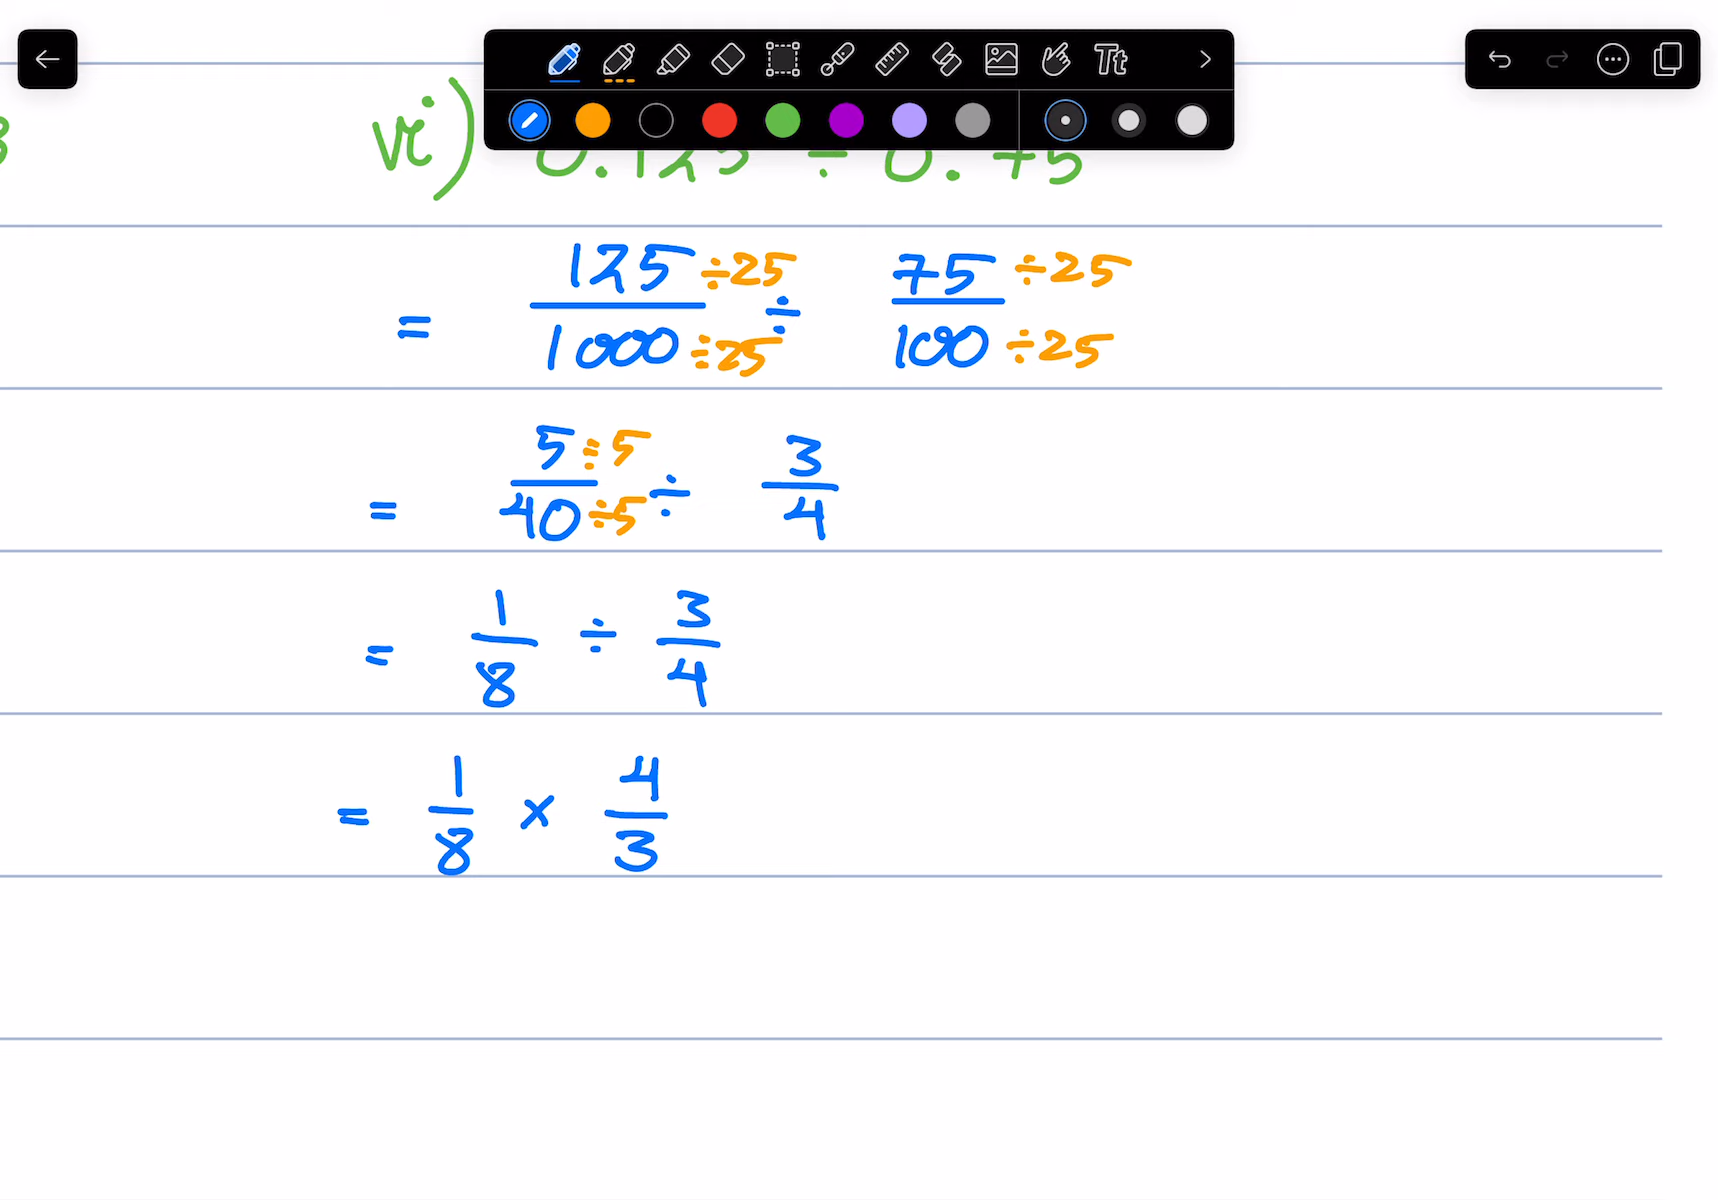 vi) 0.125 ÷ 0.75
= 125÷25/1000÷25 ÷ 75÷25/100÷25
= 5÷5/40÷5 ÷ 3/4
= 1/8 ÷ 3/4
= 1/8 × 4/3